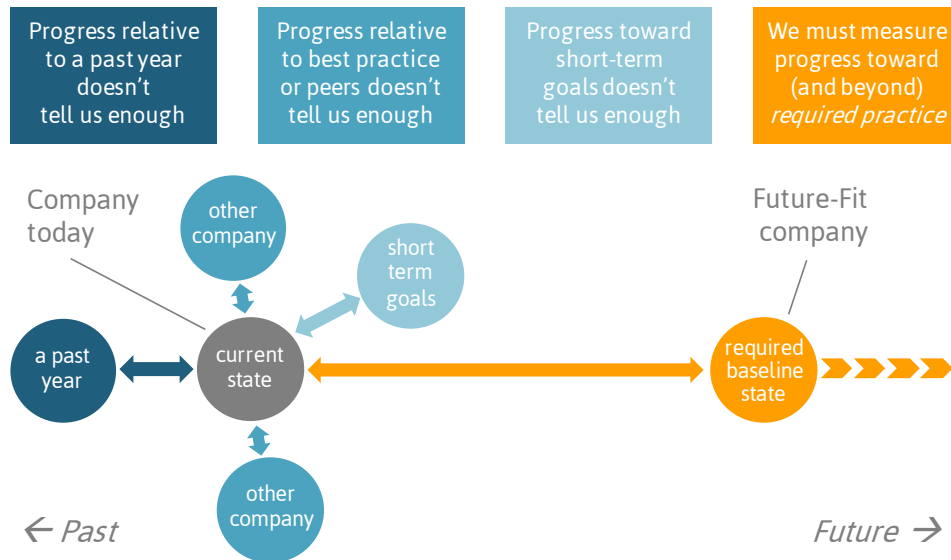 Progress relative
to a past year
doesn't
tell us enough
Progress relative
to best practice
or peers doesn't
tell us enough
Progress toward
short-term
goals doesn't
tell us enough
We must measure
progress toward
(and beyond)
required practice
Company
today
other
company
short
term
goals
Future-Fit
company
a past
year
current
state
required
baseline
state
other
company
← Past
Future →